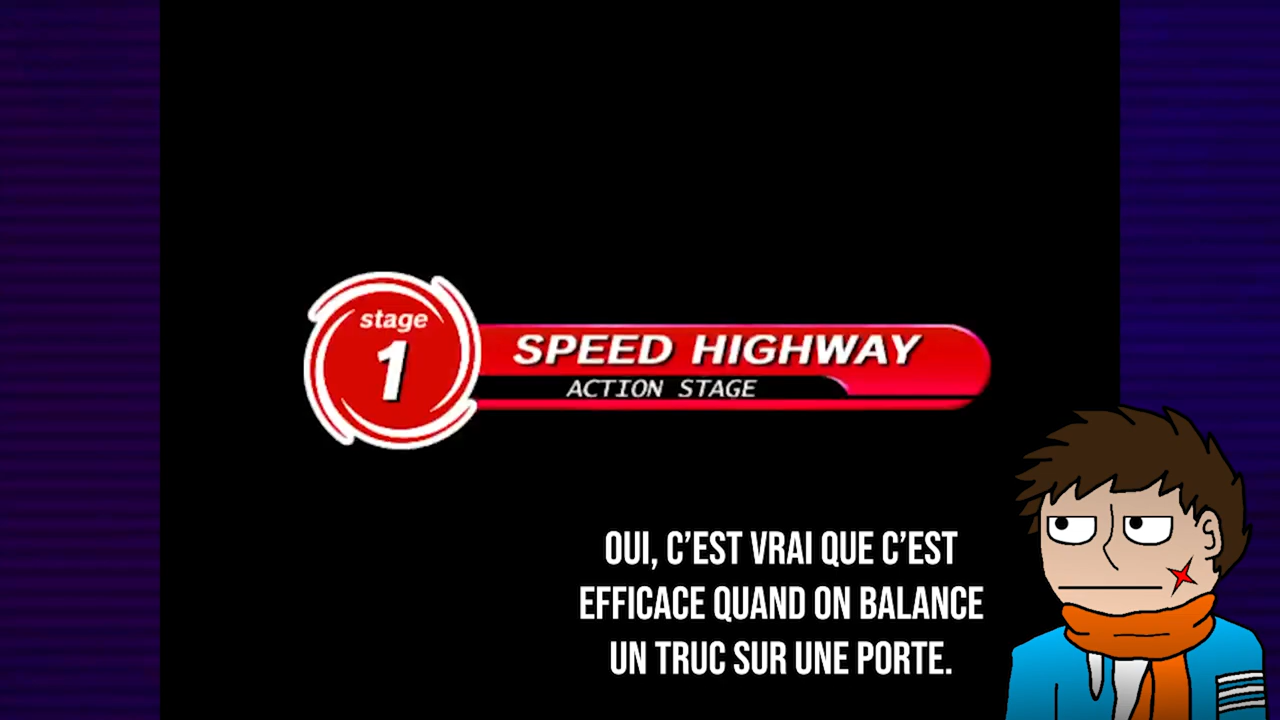 stage
1
SPEED HIGHWAY
ACTION STAGE
OUI, C’EST VRAI QUE C’EST
EFFICACE QUAND ON BALANCE
UN TRUC SUR UNE PORTE.